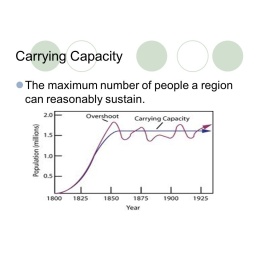 Carrying Capacity
The maximum number of people a region
can reasonably sustain.
Overshoot
Carrying Capacity
Population (millions)
2.0
1.5
1.0
0.5
1800 1825 1850 1875 1900 1925
Year